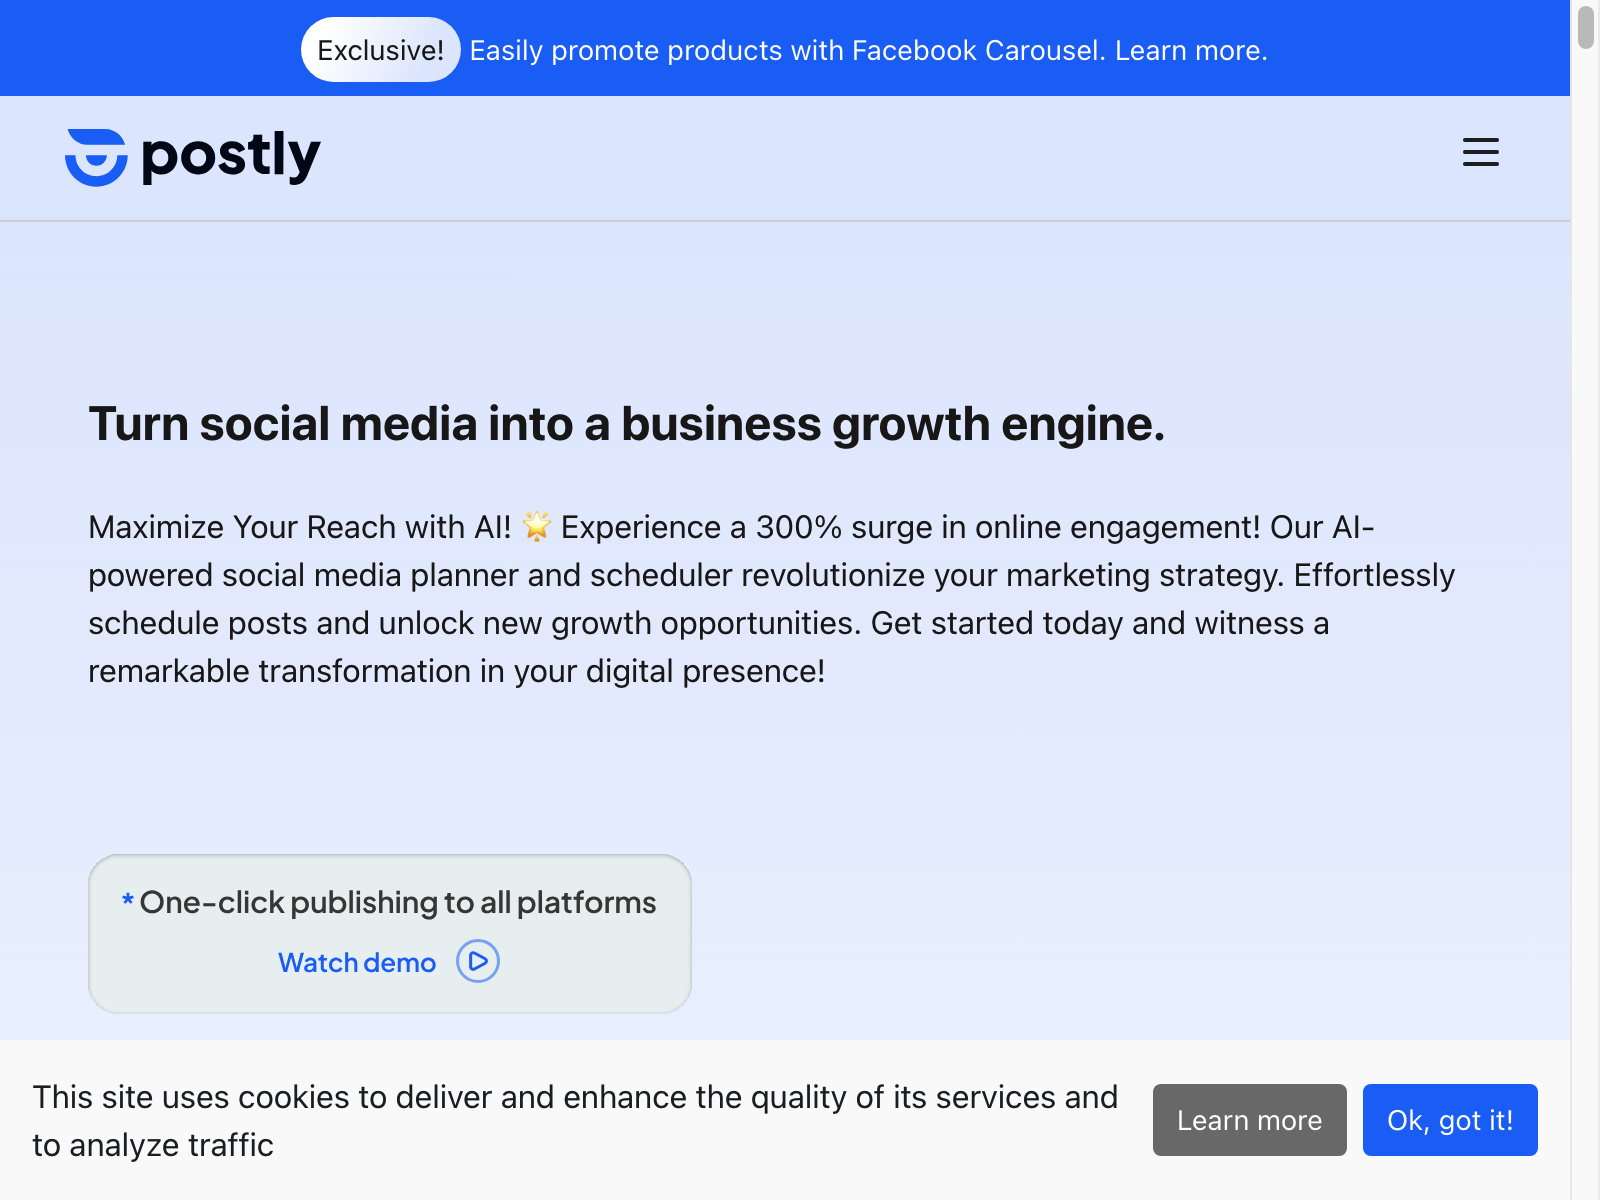 Exclusive! Easily promote products with Facebook Carousel. Learn more.
postly
Turn social media into a business growth engine.
Maximize Your Reach with AI! 🌟 Experience a 300% surge in online engagement! Our AI-
powered social media planner and scheduler revolutionize your marketing strategy. Effortlessly
schedule posts and unlock new growth opportunities. Get started today and witness a
remarkable transformation in your digital presence!
* One-click publishing to all platforms
Watch demo
This site uses cookies to deliver and enhance the quality of its services and
to analyze traffic
Learn more
Ok, got it!